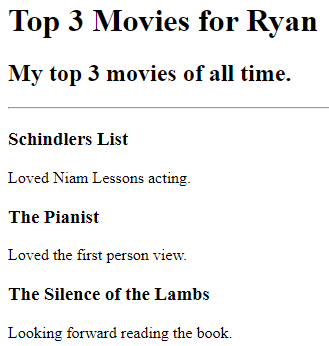 Top 3 Movies for Ryan
My top 3 movies of all time.
Schindlers List
Loved Niam Lessons acting.
The Pianist
Loved the first person view.
The Silence of the Lambs
Looking forward reading the book.